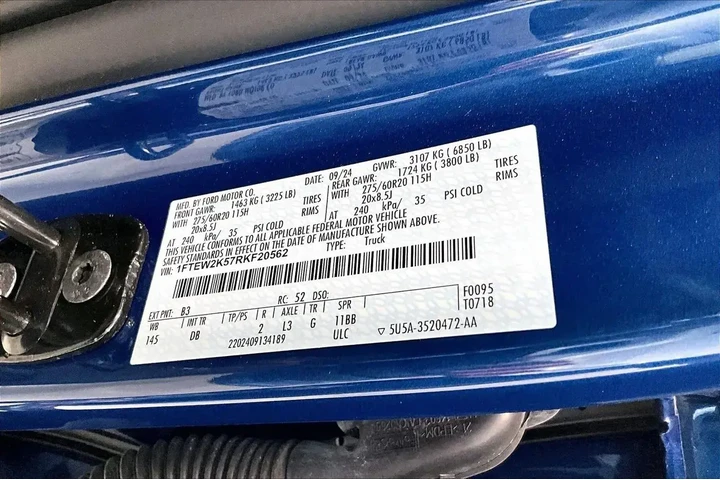 MFD. BY FORD MOTOR CO. DATE: 09/24 GVWR: 3107 KG ( 6850 LB)
FRONT GAWR: 1463 KG ( 3225 LB) REAR GAWR: 1724 KG ( 3800 LB)
WITH 275/60R20 115H TIRES WITH 275/60R20 115H TIRES
20x8.5J RIMS 20x8.5J RIMS
AT 240 kPa/ 35 PSI COLD AT 240 kPa/ 35 PSI COLD
THIS VEHICLE CONFORMS TO ALL APPLICABLE FEDERAL MOTOR VEHICLE
SAFETY STANDARDS IN EFFECT ON THE DATE OF MANUFACTURE SHOWN ABOVE.
VIN: 1FTEW2K57RKF20562 TYPE: Truck
EXT PNT: B3 RC: 52 DSO: F0095
WB INT TR TP/PS R AXLE TR SPR T0718
145 DB 2 L3 G 11BB
2202409134189 ULC ▽ 5U5A-3520472-AA